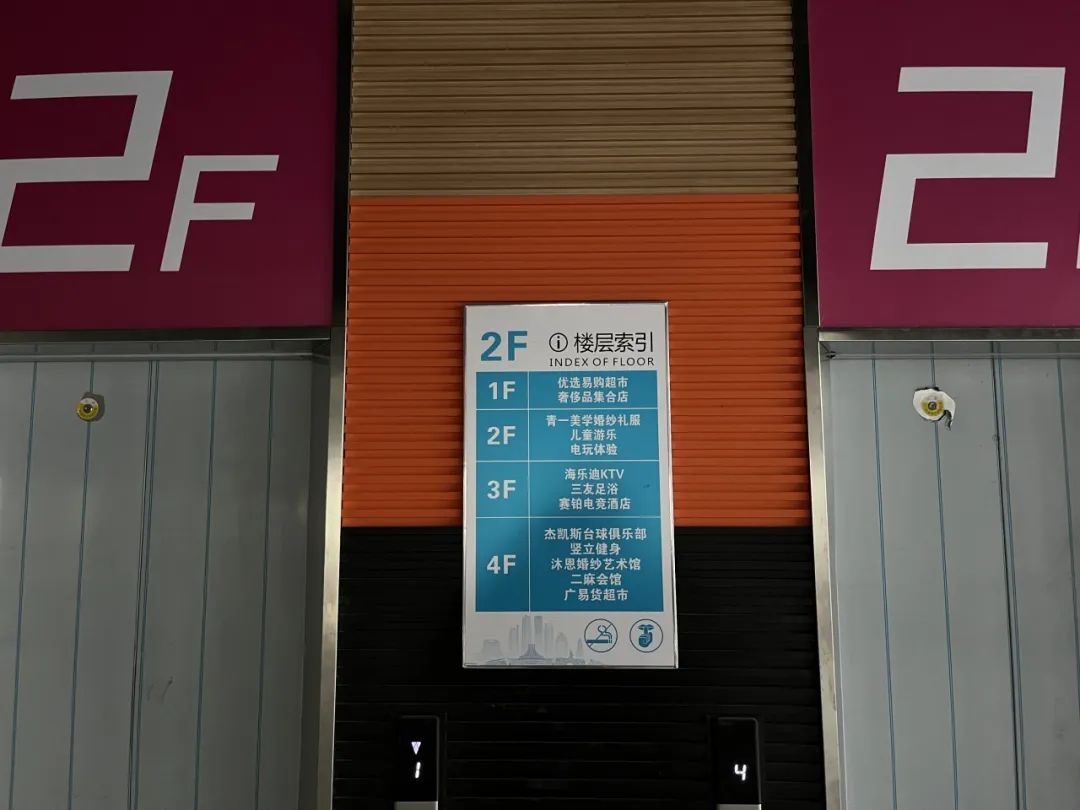 2F
2
2F 楼层索引
INDEX OF FLOOR
1F
优选易购超市
奢侈品集合店
2F
青一美学婚纱礼服
儿童游乐
电玩体验
3F
海乐迪KTV
三友足浴
赛铂电竞酒店
4F
杰凯斯台球俱乐部
竖立健身
沐恩婚纱艺术馆
二麻会馆
广易货超市
1
4